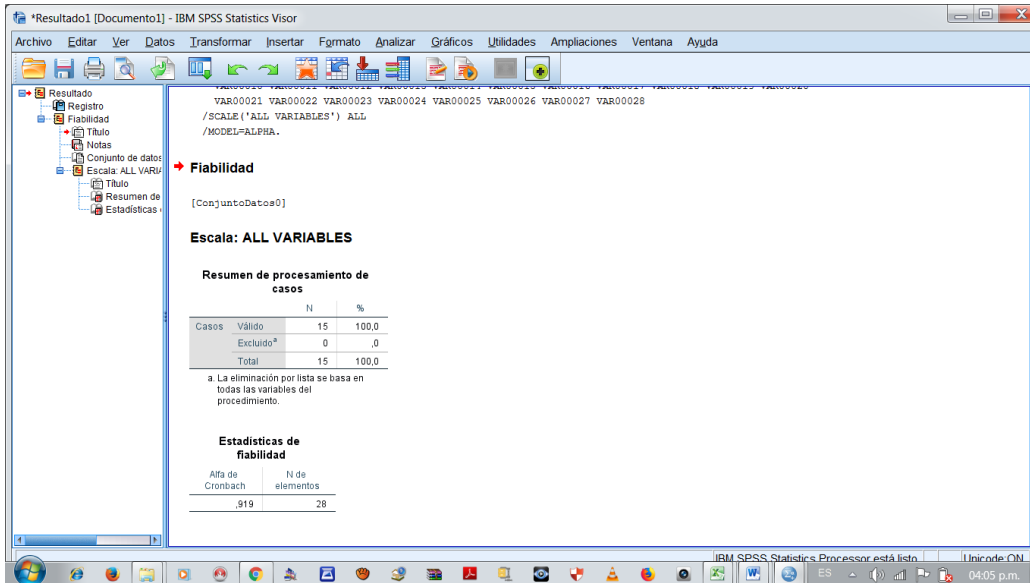 *Resultado1 [Documento1] - IBM SPSS Statistics Visor
Archivo Editar Ver Datos Transformar Insertar Formato Analizar Gráficos Utilidades Ampliaciones Ventana Ayuda
Resultado
Registro
Fiabilidad
Título
Notas
Conjunto de datos
Escala: ALL VARIA
Título
Resumen de
Estadísticas
VAR00021 VAR00022 VAR00023 VAR00024 VAR00025 VAR00026 VAR00027 VAR00028
/SCALE('ALL VARIABLES') ALL
/MODEL=ALPHA.
Fiabilidad
[ConjuntoDatos0]
Escala: ALL VARIABLES
Resumen de procesamiento de
casos
N %
Casos Válido 15 100,0
Excluido a 0 ,0
Total 15 100,0
a. La eliminación por lista se basa en
todas las variables del
procedimiento.
Estadísticas de
fiabilidad
Alfa de N de
Cronbach elementos
,919 28
IBM SPSS Statistics Processor está listo Unicode:ON
ES 04:05 p.m.